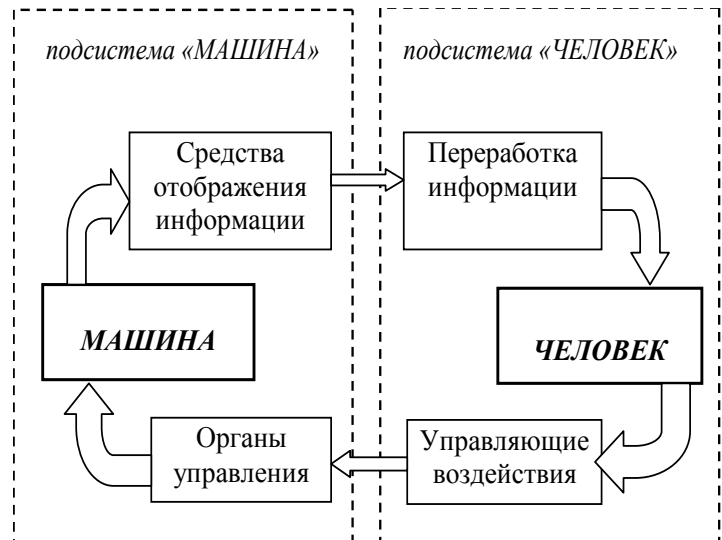 подсистема «МАШИНА»
подсистема «ЧЕЛОВЕК»
Средства
отображения
информации
Переработка
информации
МАШИНА
ЧЕЛОВЕК
Органы
управления
Управляющие
воздействия